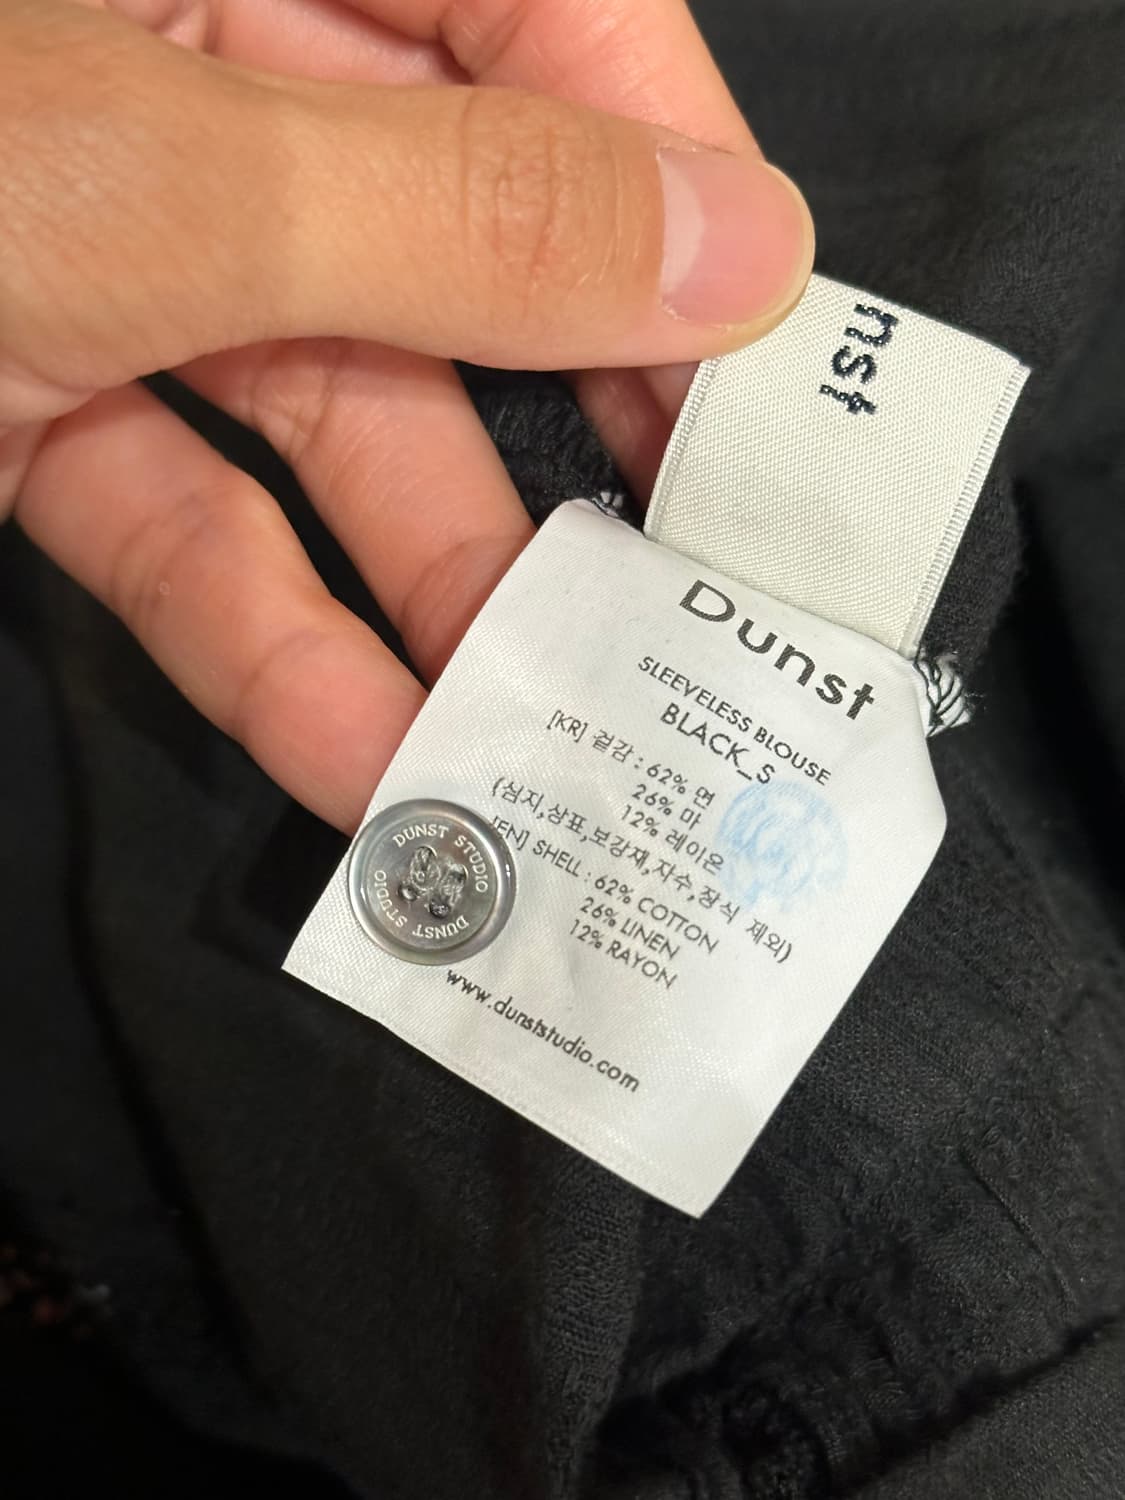 nst
Dunst
SLEEVELESS BLOUSE
BLACK_S
[KR] 겉감 : 62% 면
26% 마
12% 레이온
(심지,상표,보강재,자수,장식 제외)
[EN] SHELL : 62% COTTON
26% LINEN
12% RAYON
DUNST STUDIO
DUNST STUDIO
www.dunststudio.com